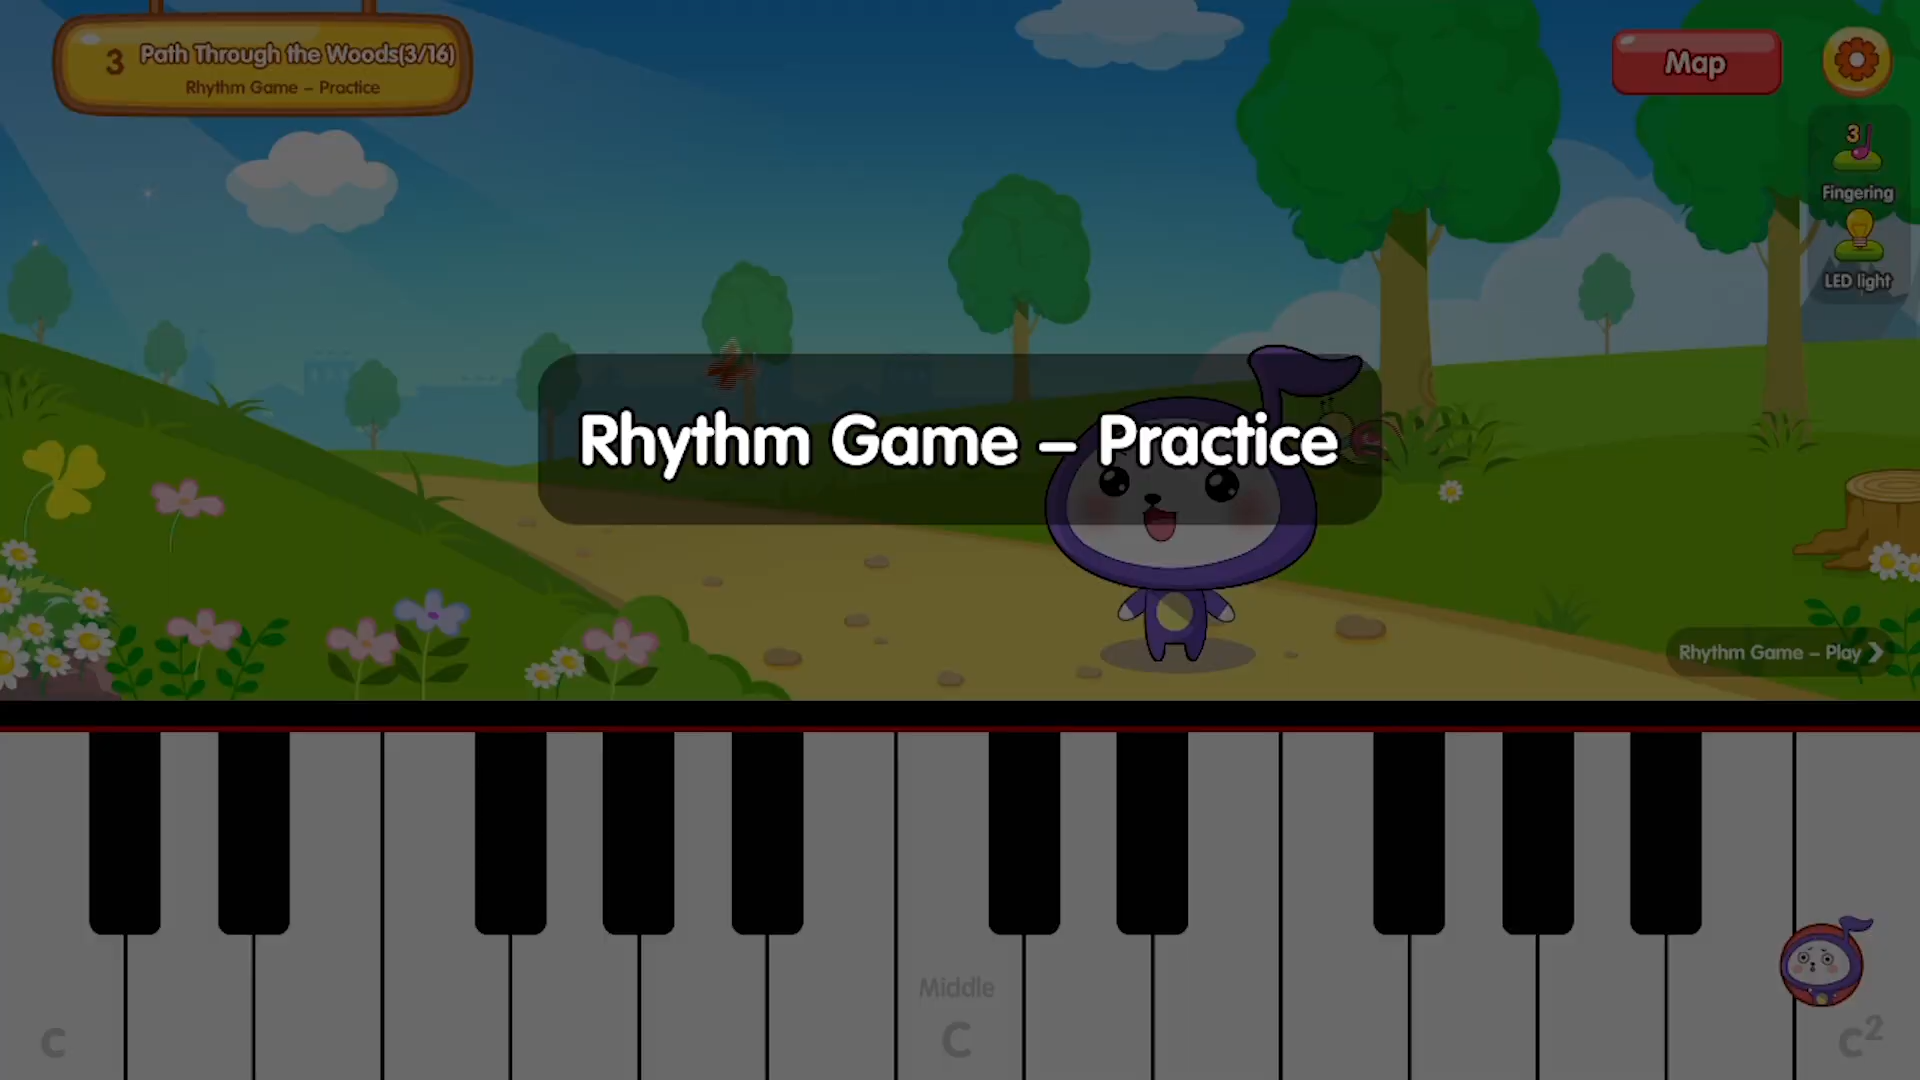 3 Path Through the Woods(3/16)
Rhythm Game – Practice
Map
3
Fingering
LED light
Rhythm Game – Practice
Rhythm Game – Play ❯
Middle
C
C
C²